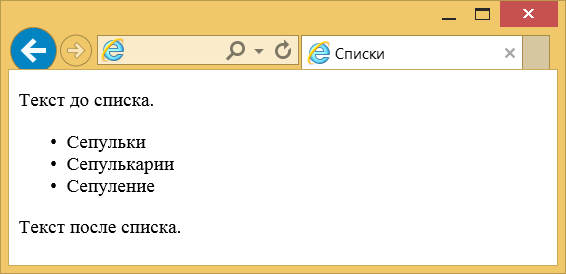 Списки
Текст до списка.
• Сепульки
• Сепулькарии
• Сепуление
Текст после списка.